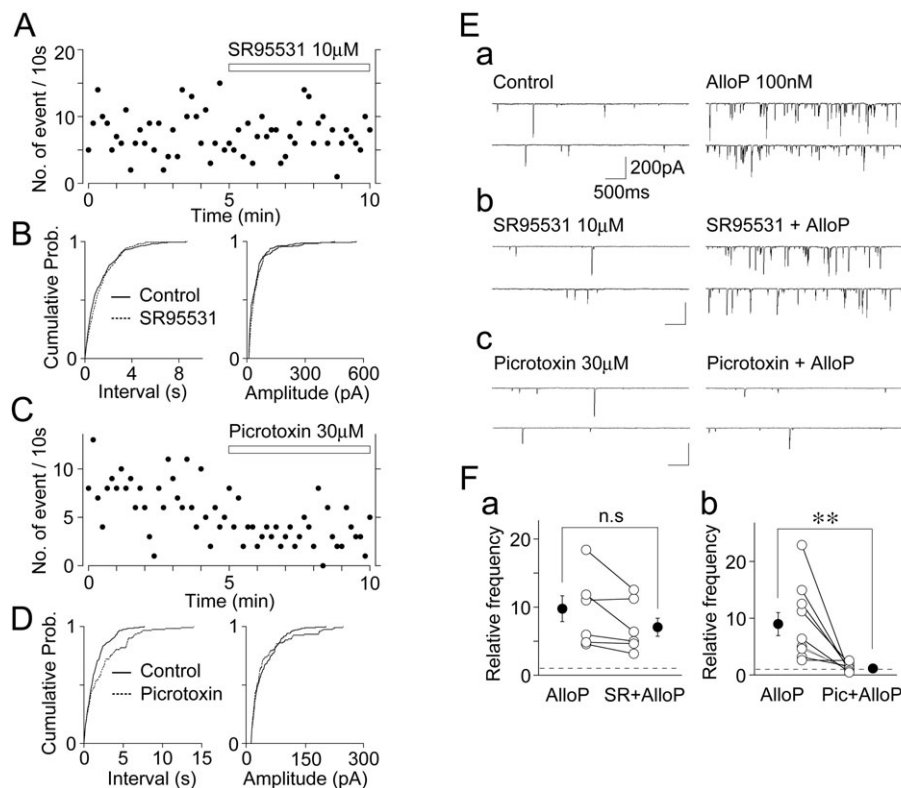 A
SR95531 10μM
20
15
10
5
0
No. of event / 10s
0 5 10
Time (min)
B
Cumulative Prob.
1
0
Control
SR95531
0 4 8
Interval (s)
1
0
0 300 600
Amplitude (pA)
C
Picrotoxin 30μM
10
5
0
No. of event / 10s
0 5 10
Time (min)
D
Cumulative Prob.
1
0
Control
Picrotoxin
0 5 10 15
Interval (s)
1
0
0 150 300
Amplitude (pA)
E
a
Control
AlloP 100nM
200pA
500ms
b
SR95531 10μM
SR95531 + AlloP
c
Picrotoxin 30μM
Picrotoxin + AlloP
F
a
n.s
Relative frequency
20
10
0
AlloP SR+AlloP
b
**
Relative frequency
20
10
0
AlloP Pic+AlloP